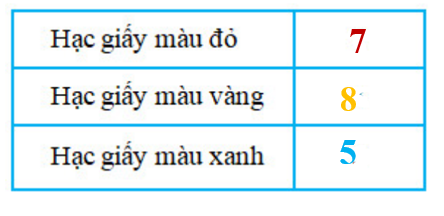 Hạc giấy màu đỏ 7
Hạc giấy màu vàng 8
Hạc giấy màu xanh 5